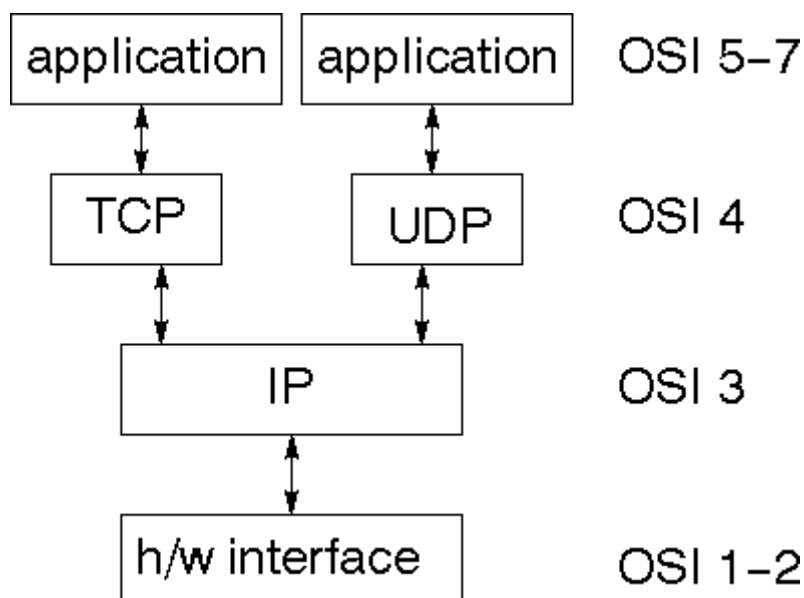 application application OSI 5–7
TCP UDP OSI 4
IP OSI 3
h/w interface OSI 1–2